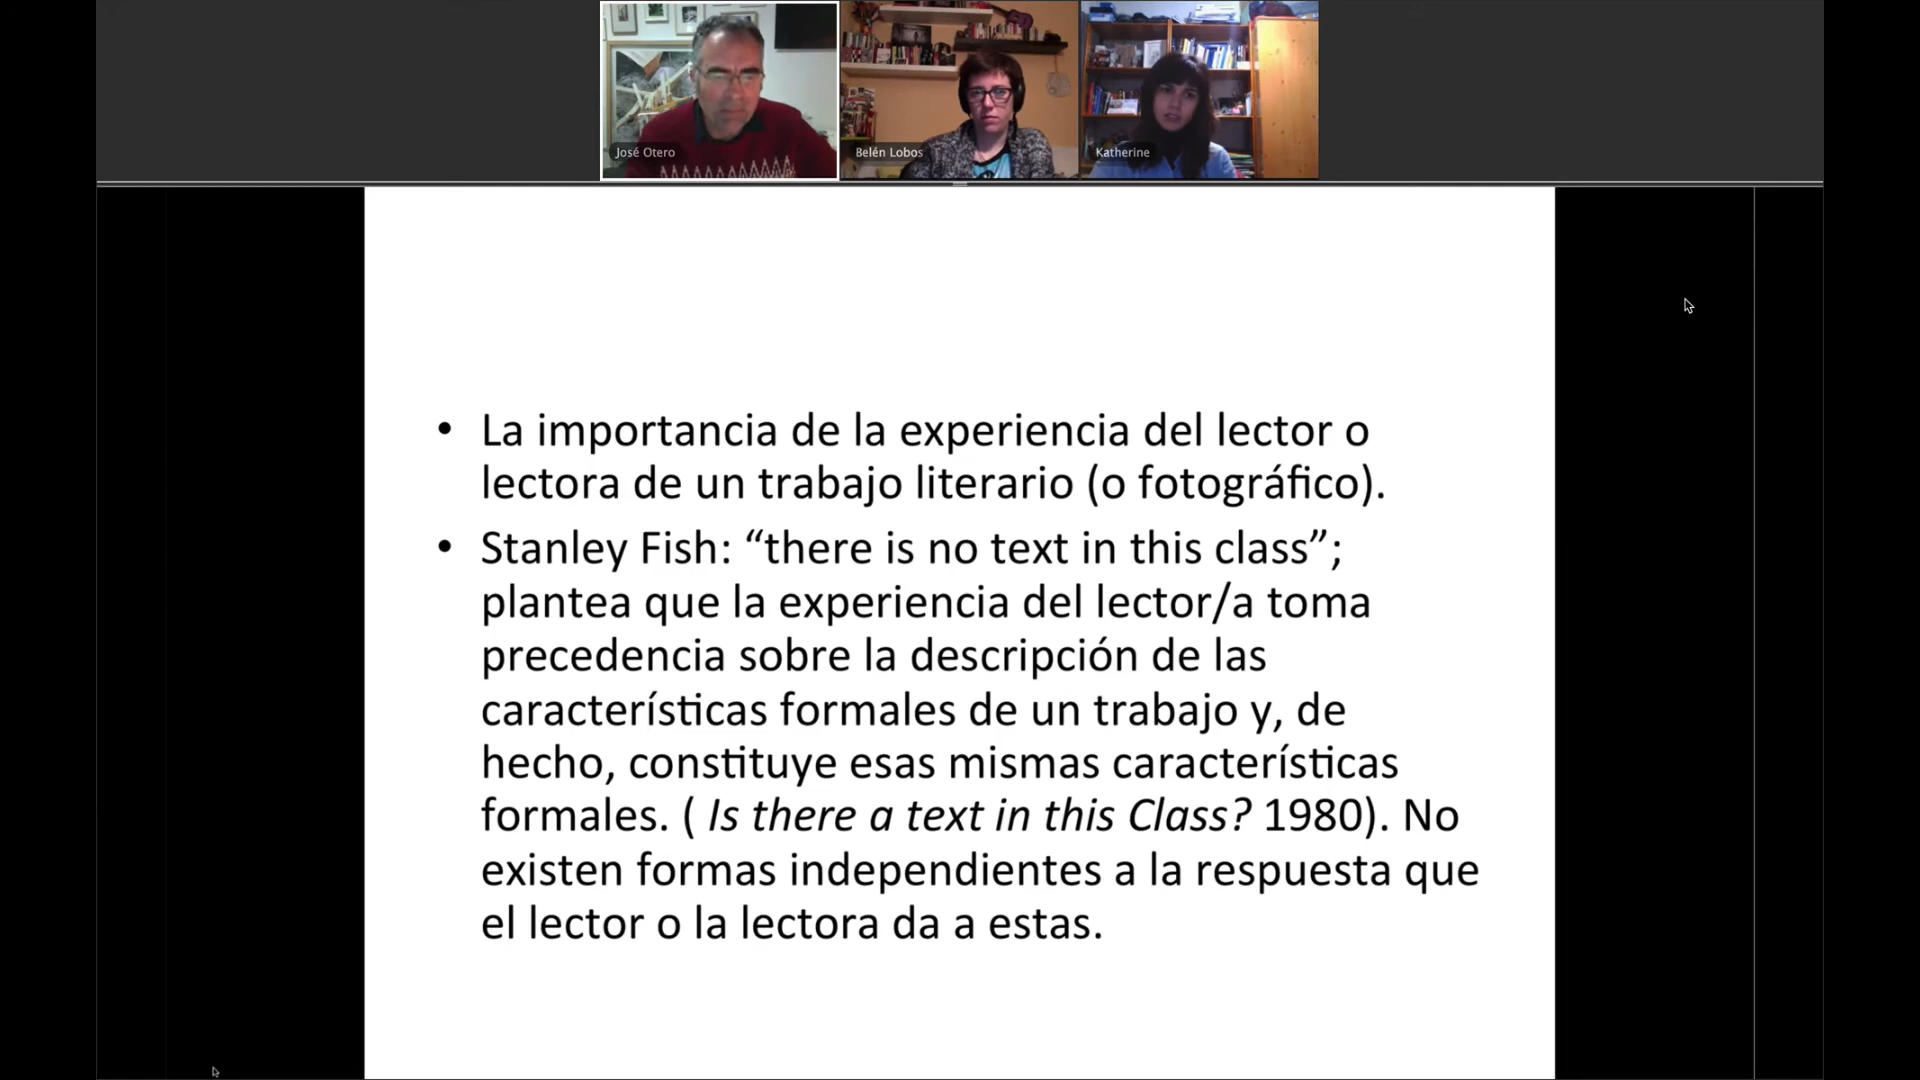 José Otero
Belén Lobos
Katherine
• La importancia de la experiencia del lector o
lectora de un trabajo literario (o fotográfico).
• Stanley Fish: “there is no text in this class”;
plantea que la experiencia del lector/a toma
precedencia sobre la descripción de las
características formales de un trabajo y, de
hecho, constituye esas mismas características
formales. ( Is there a text in this Class? 1980). No
existen formas independientes a la respuesta que
el lector o la lectora da a estas.